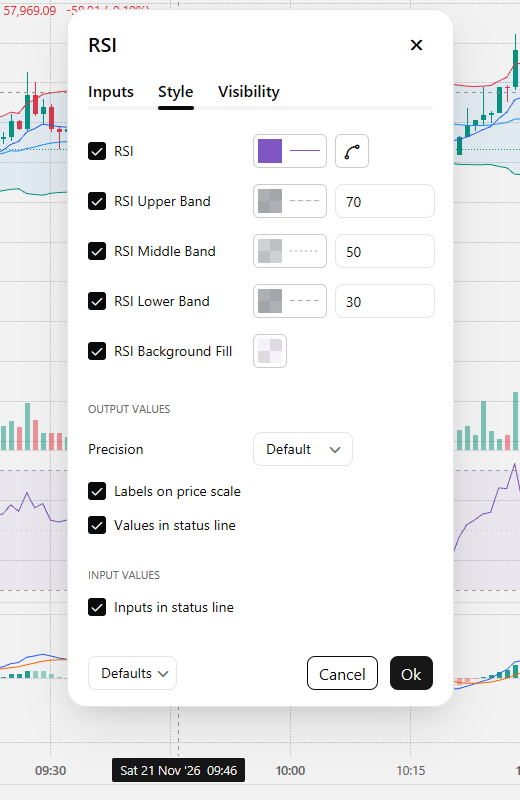 57,969.09
RSI
Inputs Style Visibility
RSI
RSI Upper Band 70
RSI Middle Band 50
RSI Lower Band 30
RSI Background Fill
OUTPUT VALUES
Precision Default
Labels on price scale
Values in status line
INPUT VALUES
Inputs in status line
Defaults Cancel Ok
09:30 Sat 21 Nov '26 09:46 10:00 10:15